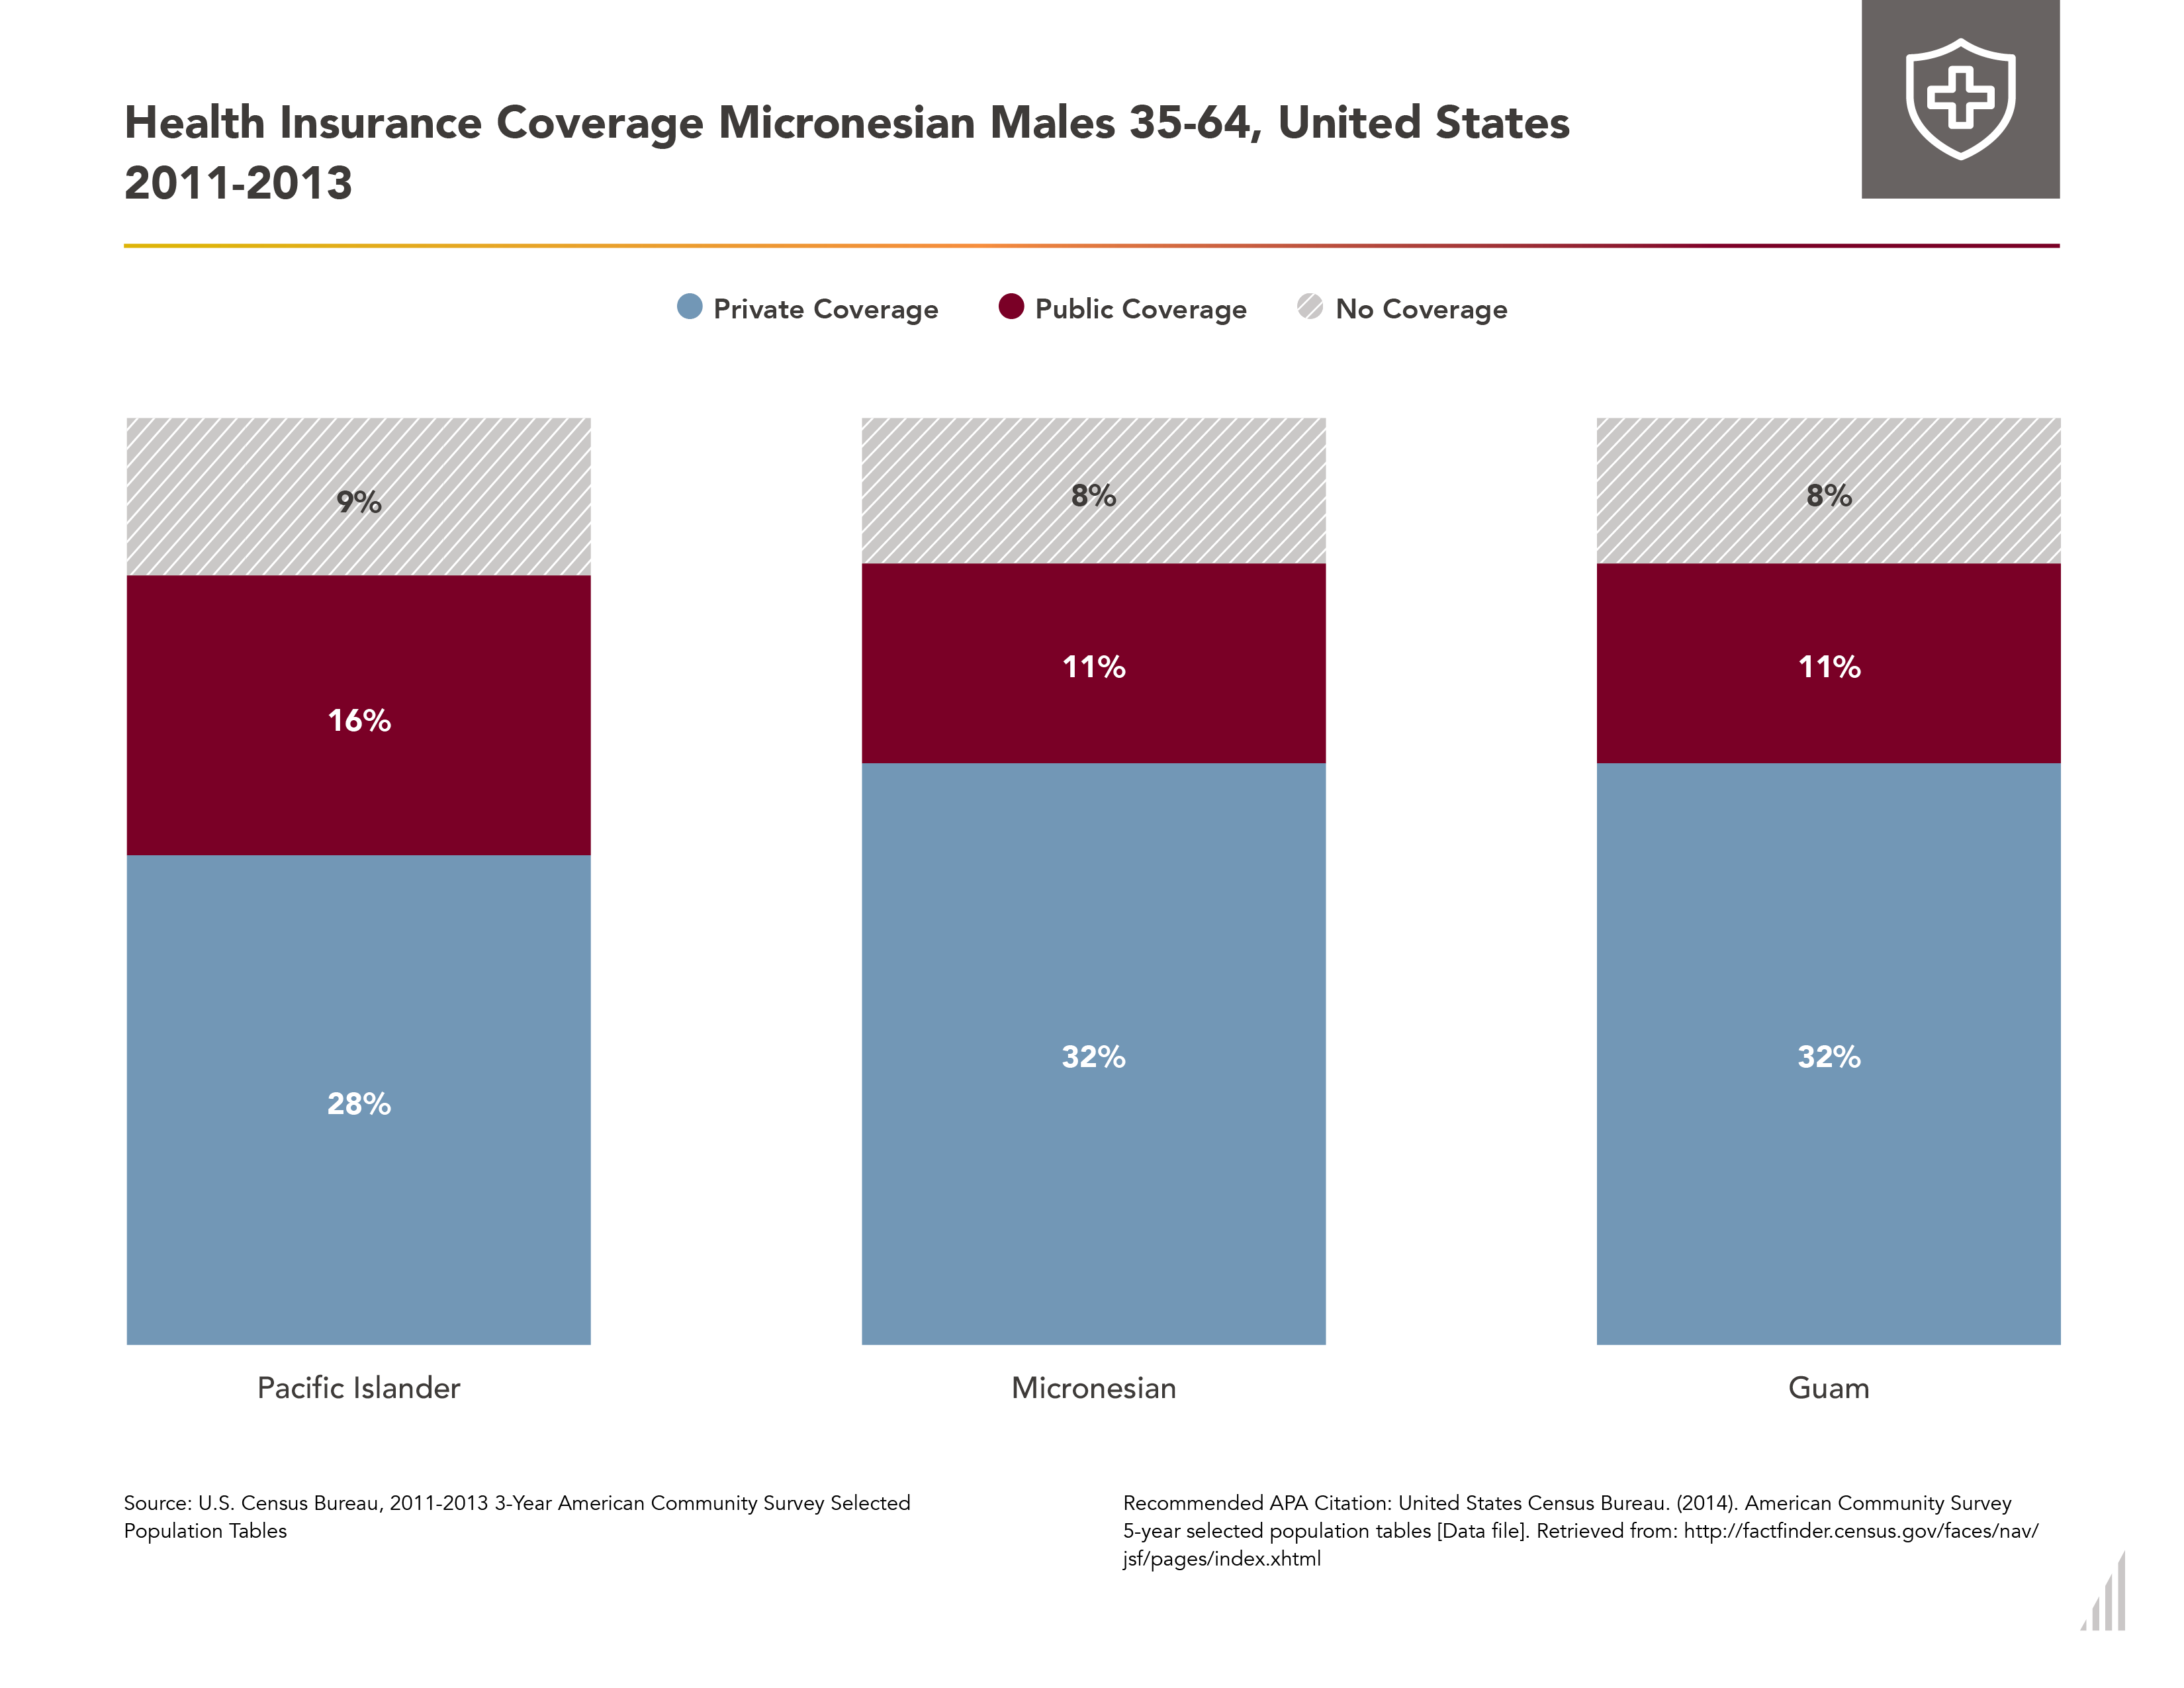 Health Insurance Coverage Micronesian Males 35-64, United States
2011-2013
Private Coverage
Public Coverage
No Coverage
9%
8%
8%
16%
11%
11%
28%
32%
32%
Pacific Islander
Micronesian
Guam
Source: U.S. Census Bureau, 2011-2013 3-Year American Community Survey Selected
Population Tables
Recommended APA Citation: United States Census Bureau. (2014). American Community Survey
5-year selected population tables [Data file]. Retrieved from: http://factfinder.census.gov/faces/nav/
jsf/pages/index.xhtml